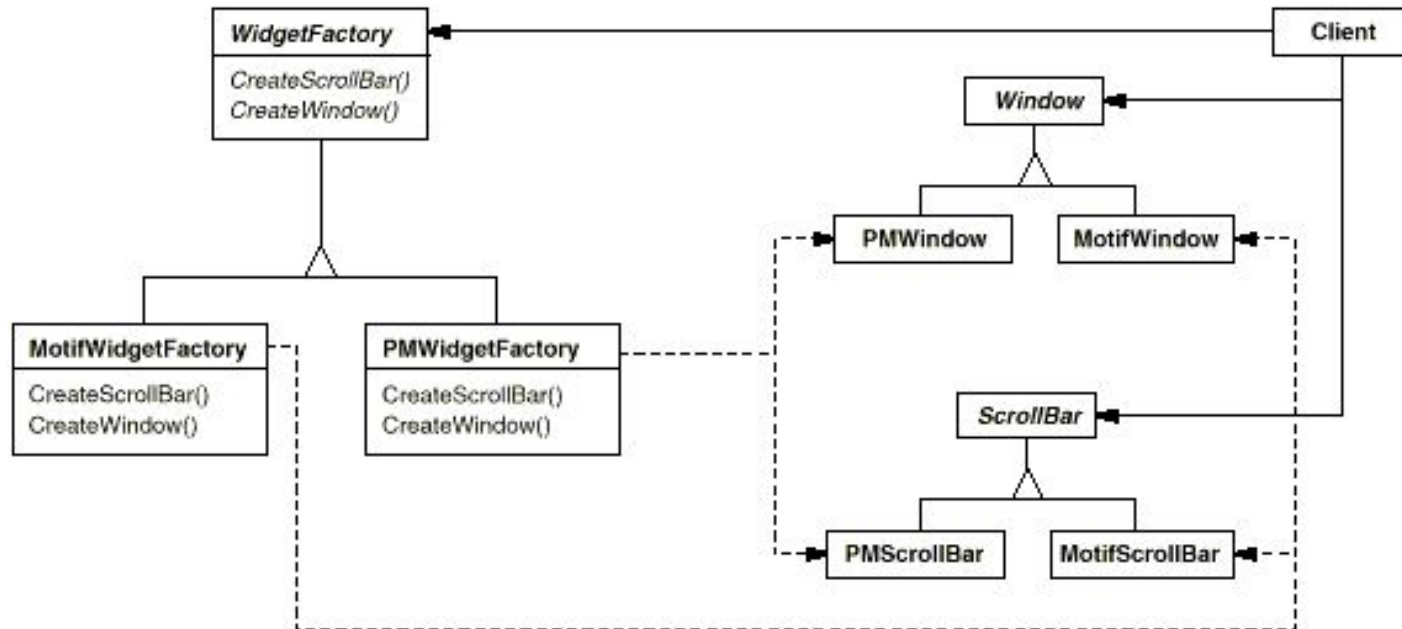 WidgetFactory
CreateScrollBar()
CreateWindow()
Client
Window
PMWindow
MotifWindow
MotifWidgetFactory
CreateScrollBar()
CreateWindow()
PMWidgetFactory
CreateScrollBar()
CreateWindow()
ScrollBar
PMScrollBar
MotifScrollBar